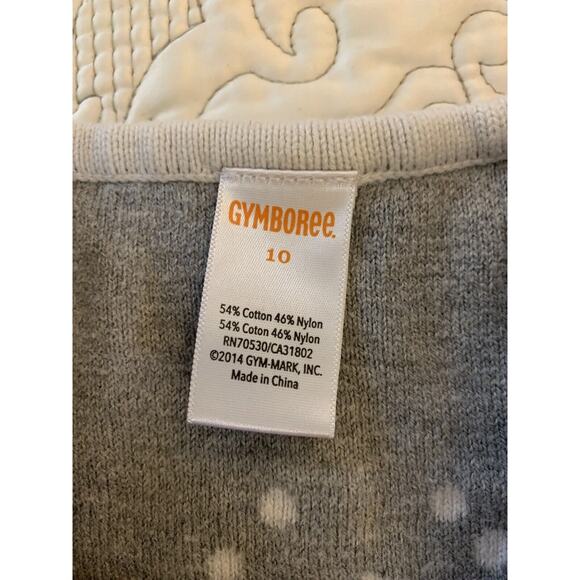 GYMBOREE.
10
54% Cotton 46% Nylon
54% Coton 46% Nylon
RN70530/CA31802
©2014 GYM-MARK, INC.
Made in China